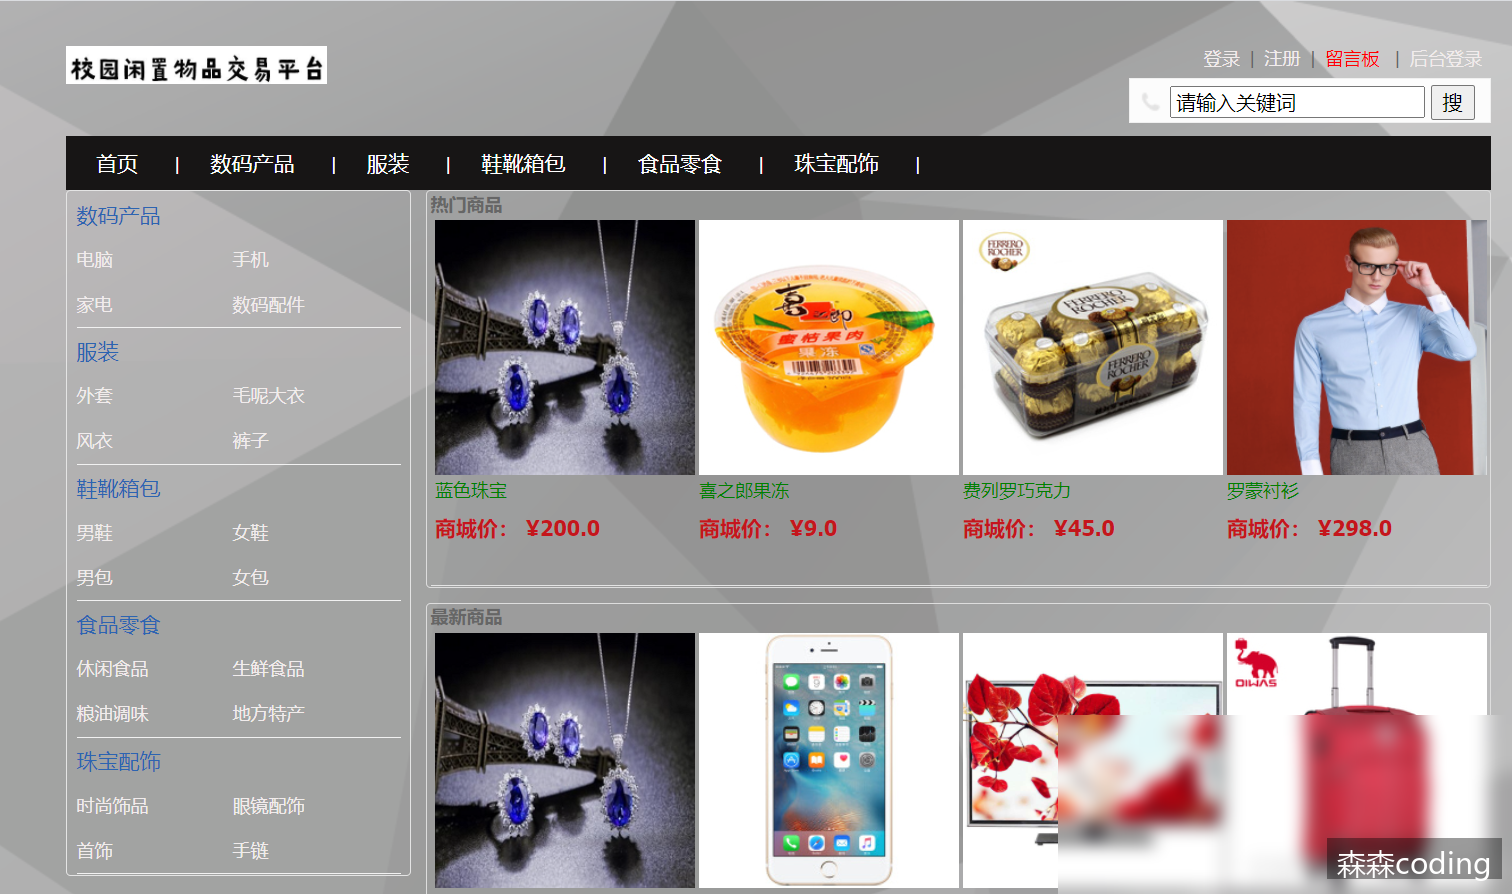 校园闲置物品交易平台
登录 | 注册 | 留言板 | 后台登录
请输入关键词 搜
首页 | 数码产品 | 服装 | 鞋靴箱包 | 食品零食 | 珠宝配饰 |
数码产品
电脑 手机
家电 数码配件
服装
外套 毛呢大衣
风衣 裤子
鞋靴箱包
男鞋 女鞋
男包 女包
食品零食
休闲食品 生鲜食品
粮油调味 地方特产
珠宝配饰
时尚饰品 眼镜配饰
首饰 手链
热门商品
喜之郎
蜜桔果肉
果冻
FERRERO
ROCHER
FERRERO
ROCHER
FERRERO
ROCHER
蓝色珠宝 喜之郎果冻 费列罗巧克力 罗蒙衬衫
商城价: ¥200.0 商城价: ¥9.0 商城价: ¥45.0 商城价: ¥298.0
最新商品
OIWAS
森森coding